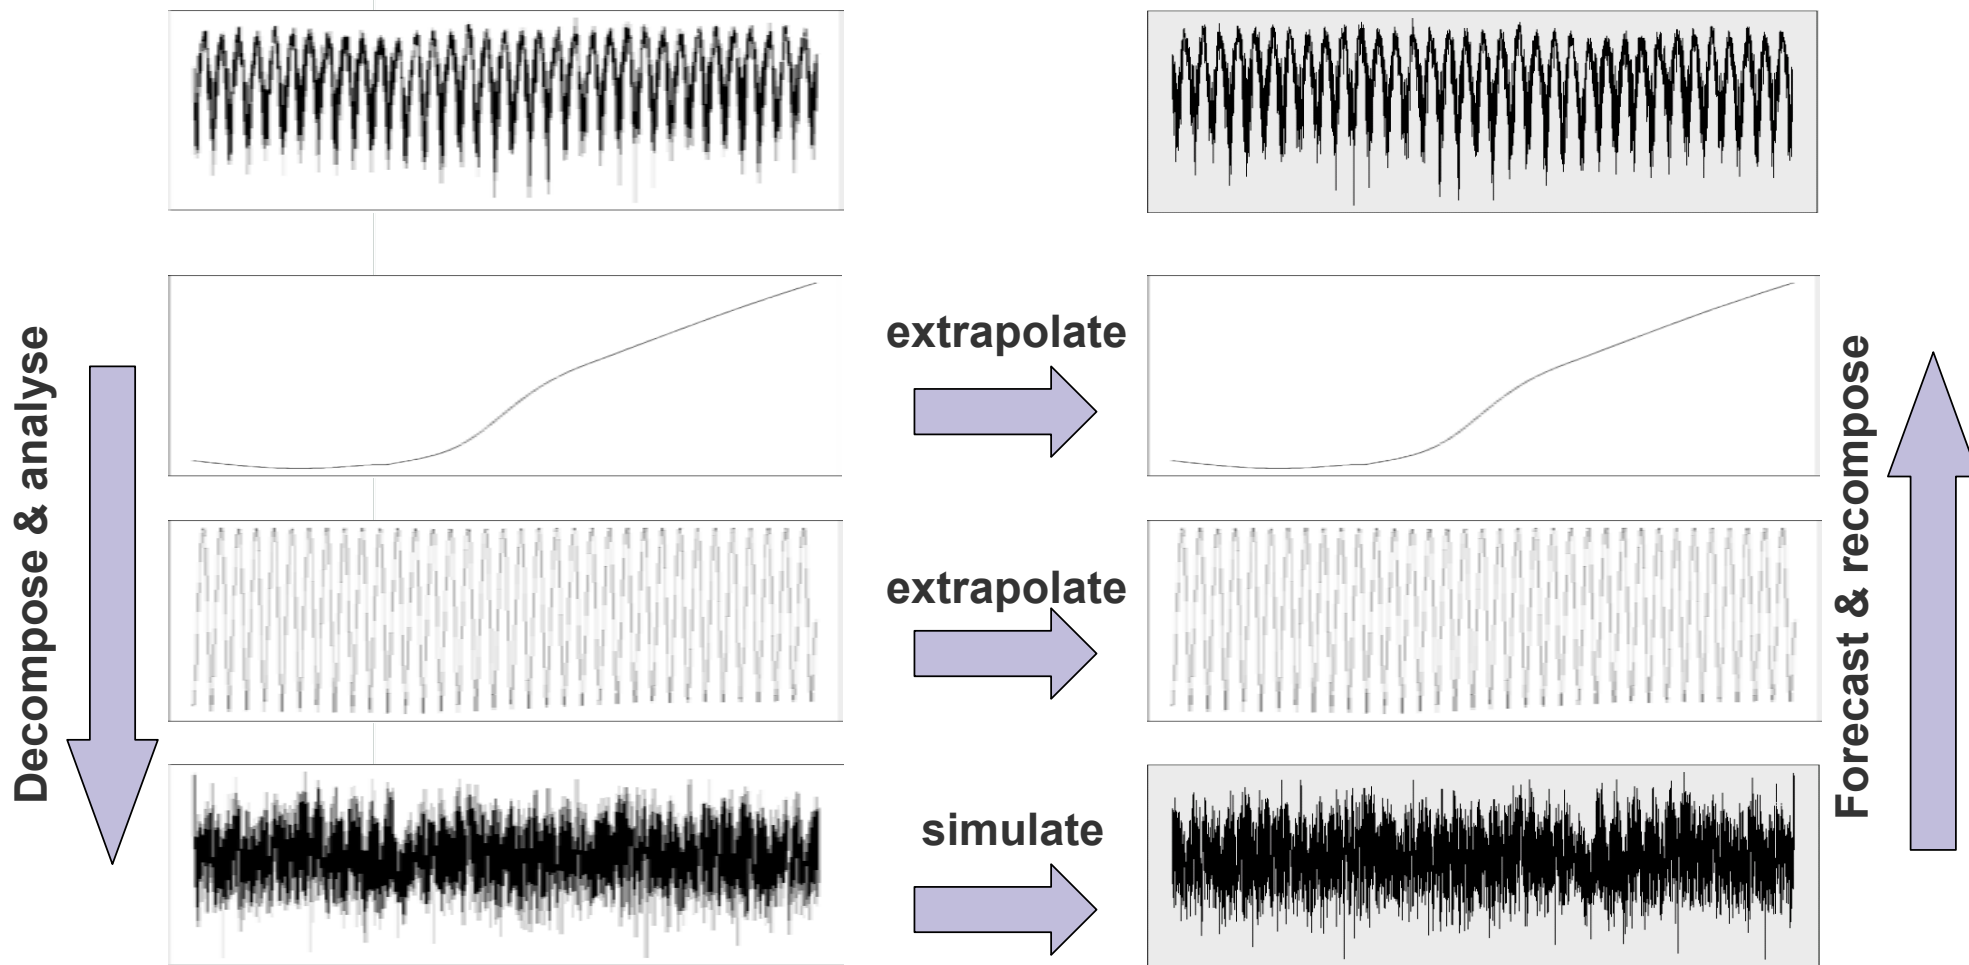 Decompose & analyse
extrapolate
extrapolate
simulate
Forecast & recompose